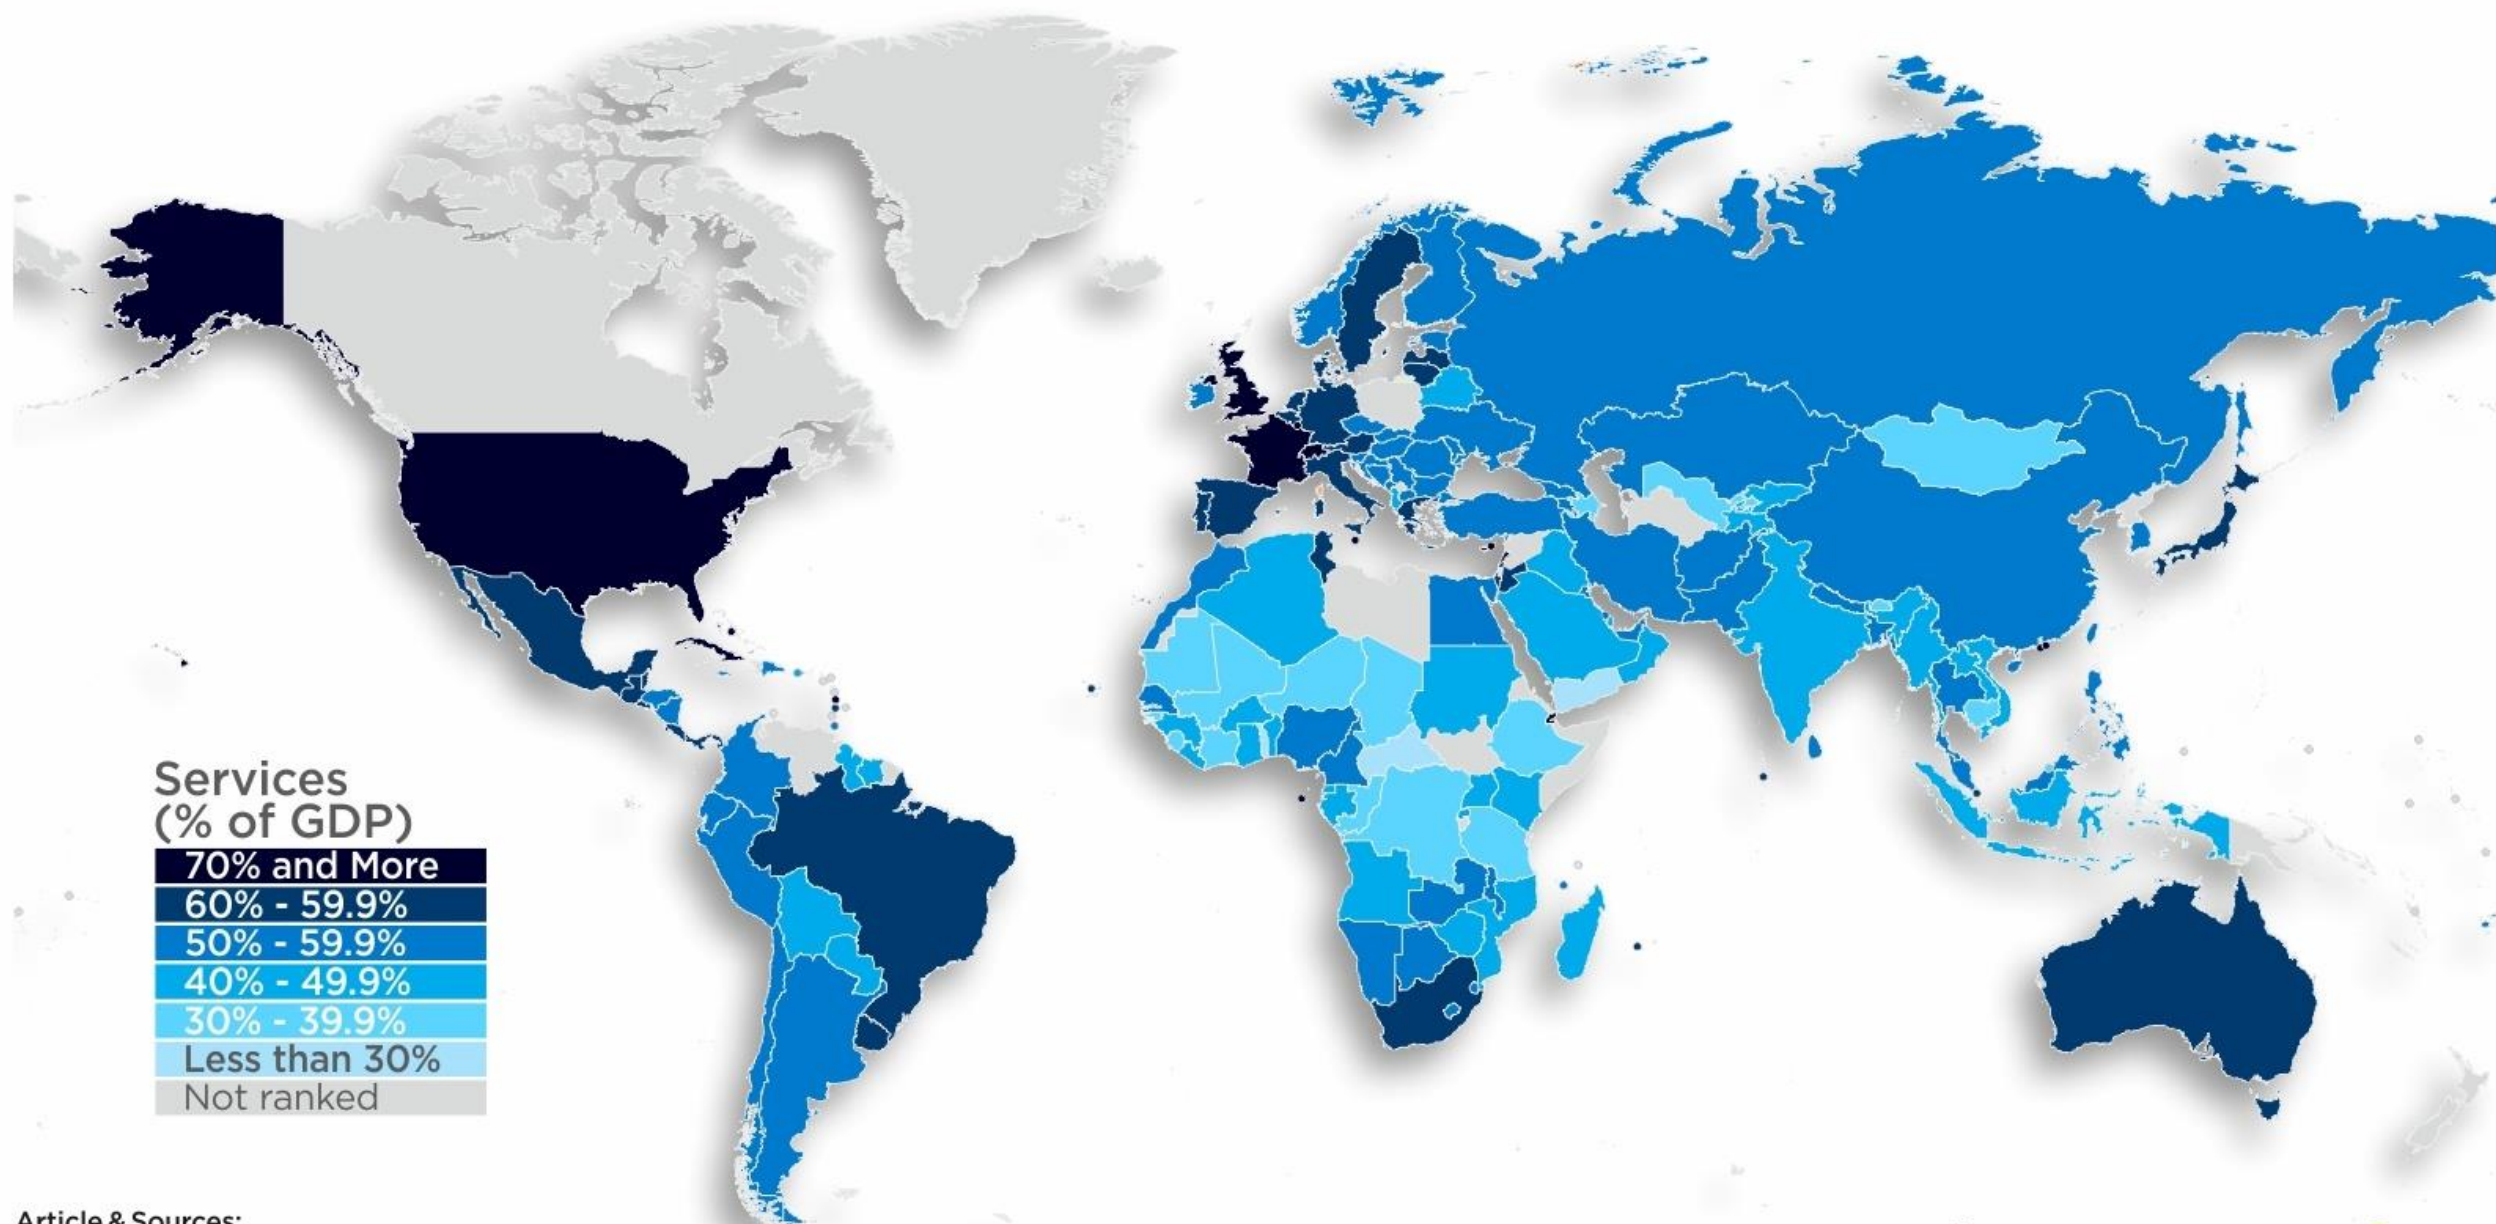 Services
(% of GDP)
70% and More
60% - 59.9%
50% - 59.9%
40% - 49.9%
30% - 39.9%
Less than 30%
Not ranked
Article & Sources: